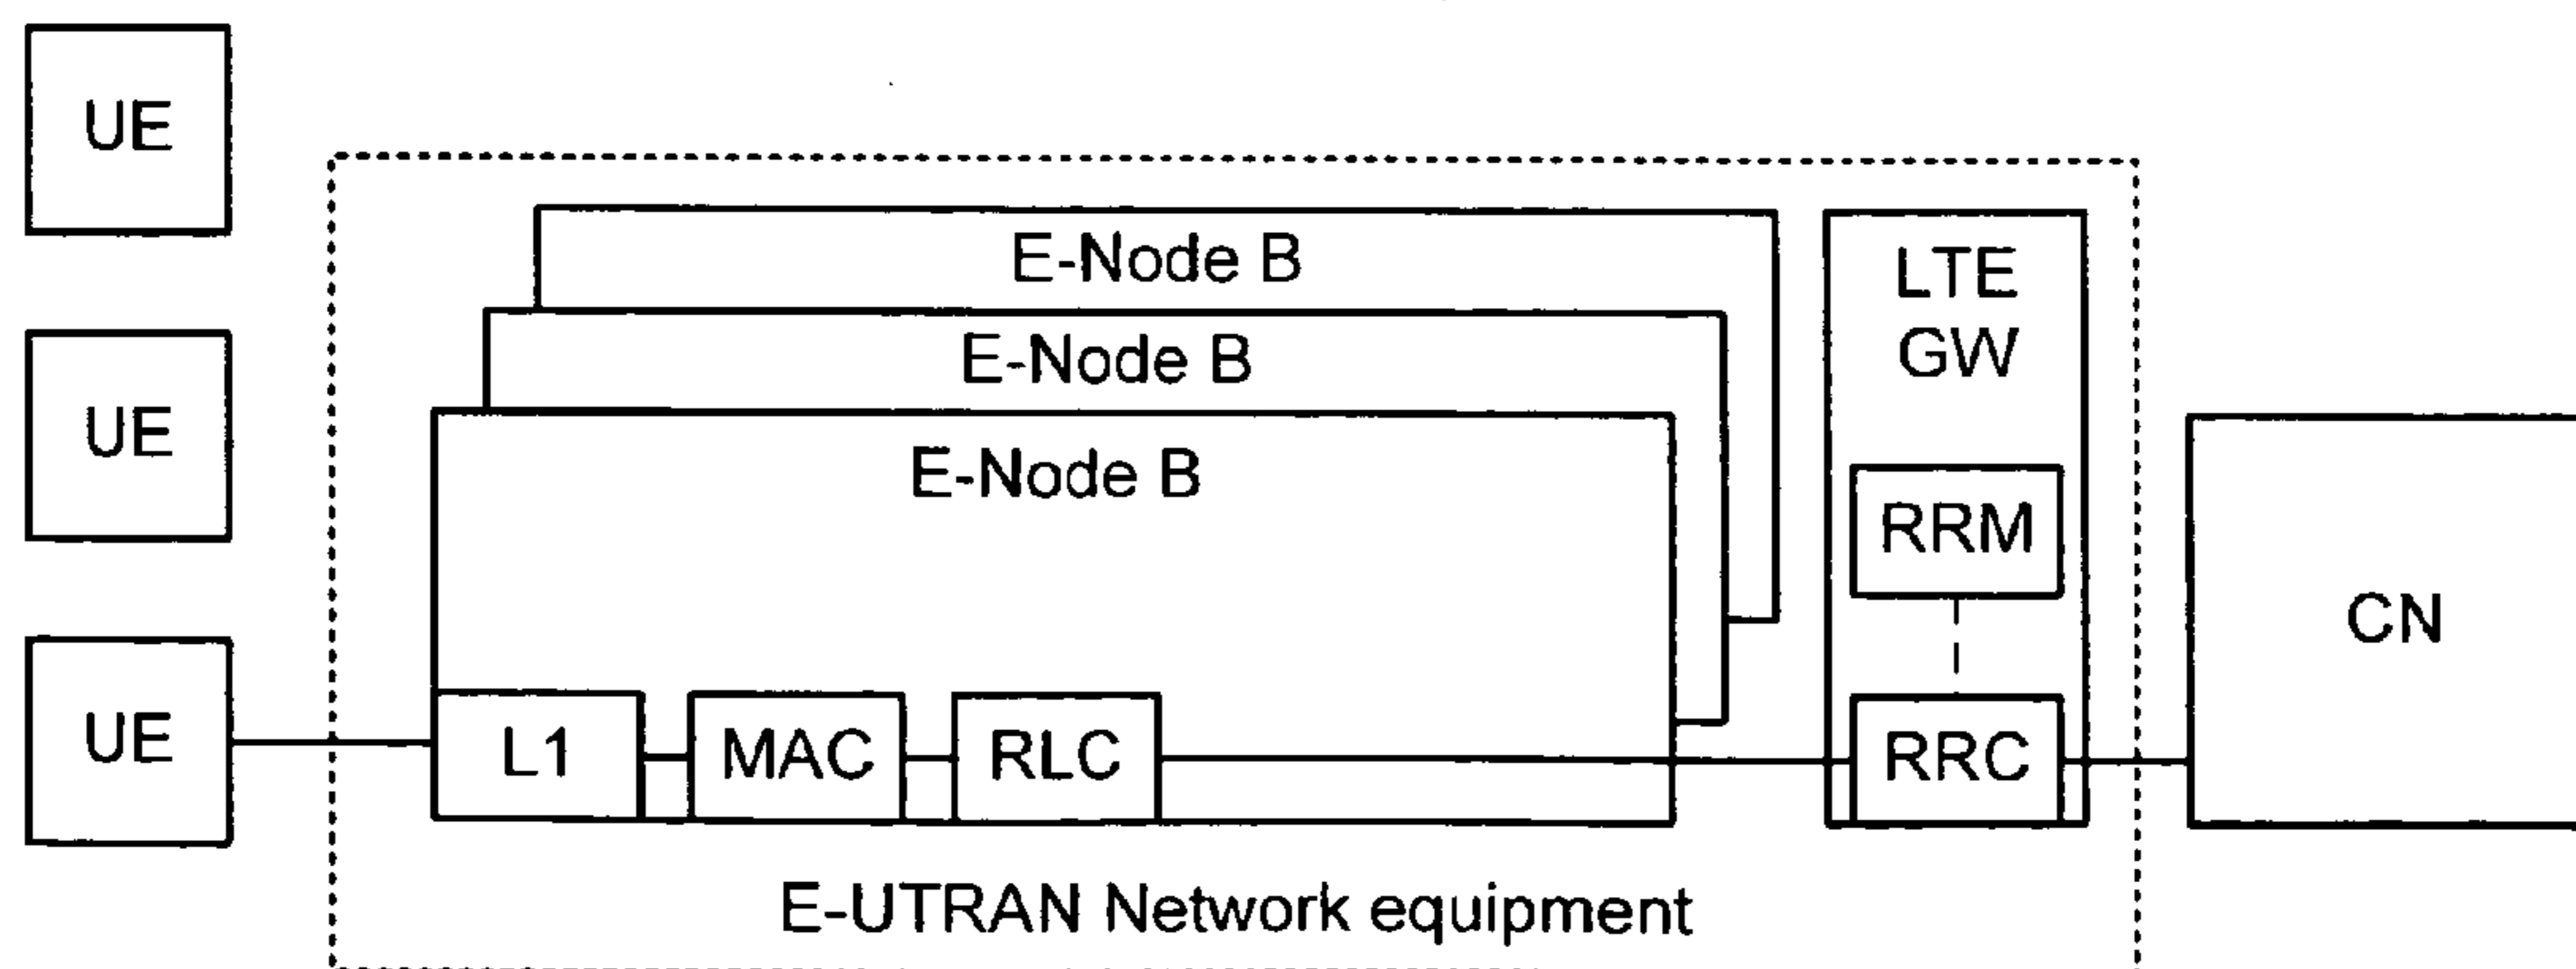 UE
UE
UE
E-Node B
E-Node B
E-Node B
L1
MAC
RLC
LTE
GW
RRM
RRC
CN
E-UTRAN Network equipment